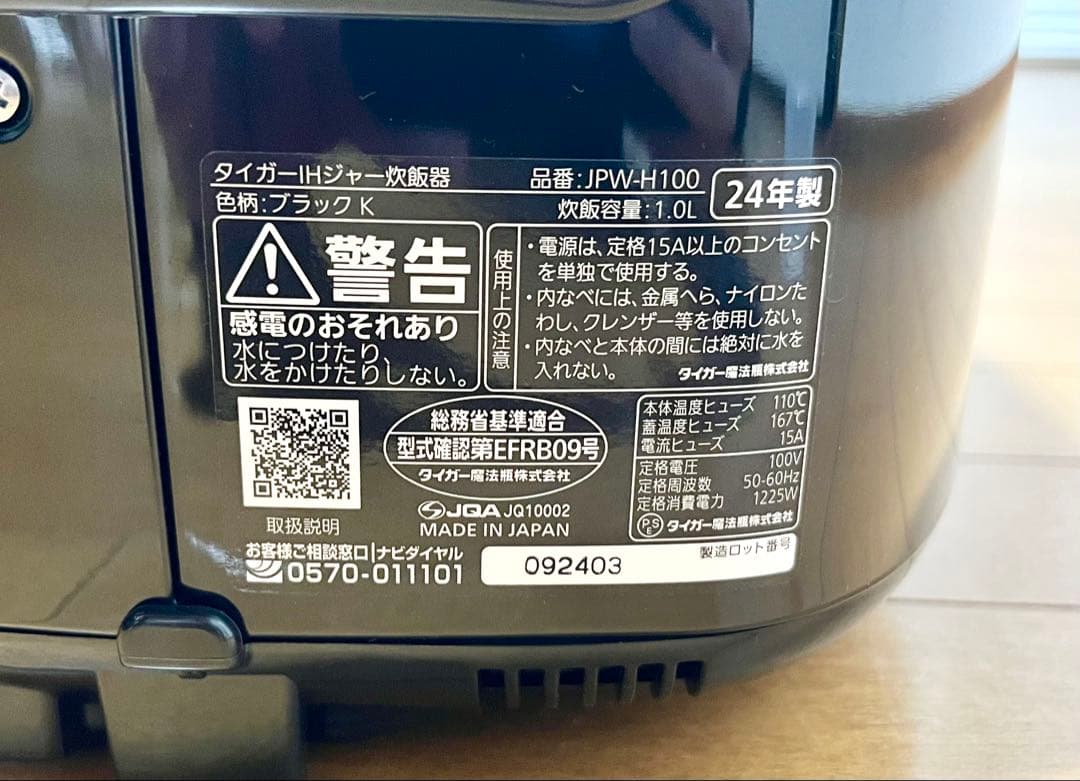 タイガーIHジャー炊飯器
品番:JPW-H100
24年製
色柄:ブラック K
炊飯容量:1.0L
警告
感電のおそれあり
水につけたり、
水をかけたりしない。
使用上の注意
・電源は、定格15A以上のコンセント
を単独で使用する。
・内なべには、金属へら、ナイロンた
わし、クレンザー等を使用しない。
・内なべと本体の間には絶対に水を
入れない。
タイガー魔法瓶株式会社
取扱説明
総務省基準適合
型式確認第EFRB09号
タイガー魔法瓶株式会社
JQA JQ10002
MADE IN JAPAN
本体温度ヒューズ 110℃
蓋温度ヒューズ 167℃
電流ヒューズ 15A
定格電圧 100V
定格周波数 50-60Hz
定格消費電力 1225W
PSE タイガー魔法瓶株式会社
お客様ご相談窓口|ナビダイヤル
0570-011101
製造ロット番号
092403